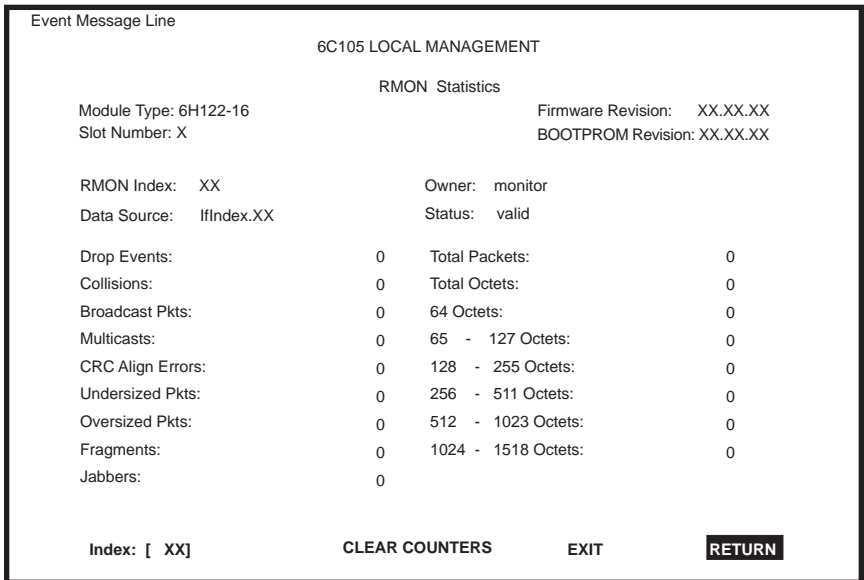 Event Message Line
6C105 LOCAL MANAGEMENT
RMON Statistics
Module Type: 6H122-16 Firmware Revision: XX.XX.XX
Slot Number: X BOOTPROM Revision: XX.XX.XX
RMON Index: XX Owner: monitor
Data Source: IfIndex.XX Status: valid
Drop Events: 0 Total Packets: 0
Collisions: 0 Total Octets: 0
Broadcast Pkts: 0 64 Octets: 0
Multicasts: 0 65 - 127 Octets: 0
CRC Align Errors: 0 128 - 255 Octets: 0
Undersized Pkts: 0 256 - 511 Octets: 0
Oversized Pkts: 0 512 - 1023 Octets: 0
Fragments: 0 1024 - 1518 Octets: 0
Jabbers: 0
Index: [ XX] CLEAR COUNTERS EXIT RETURN